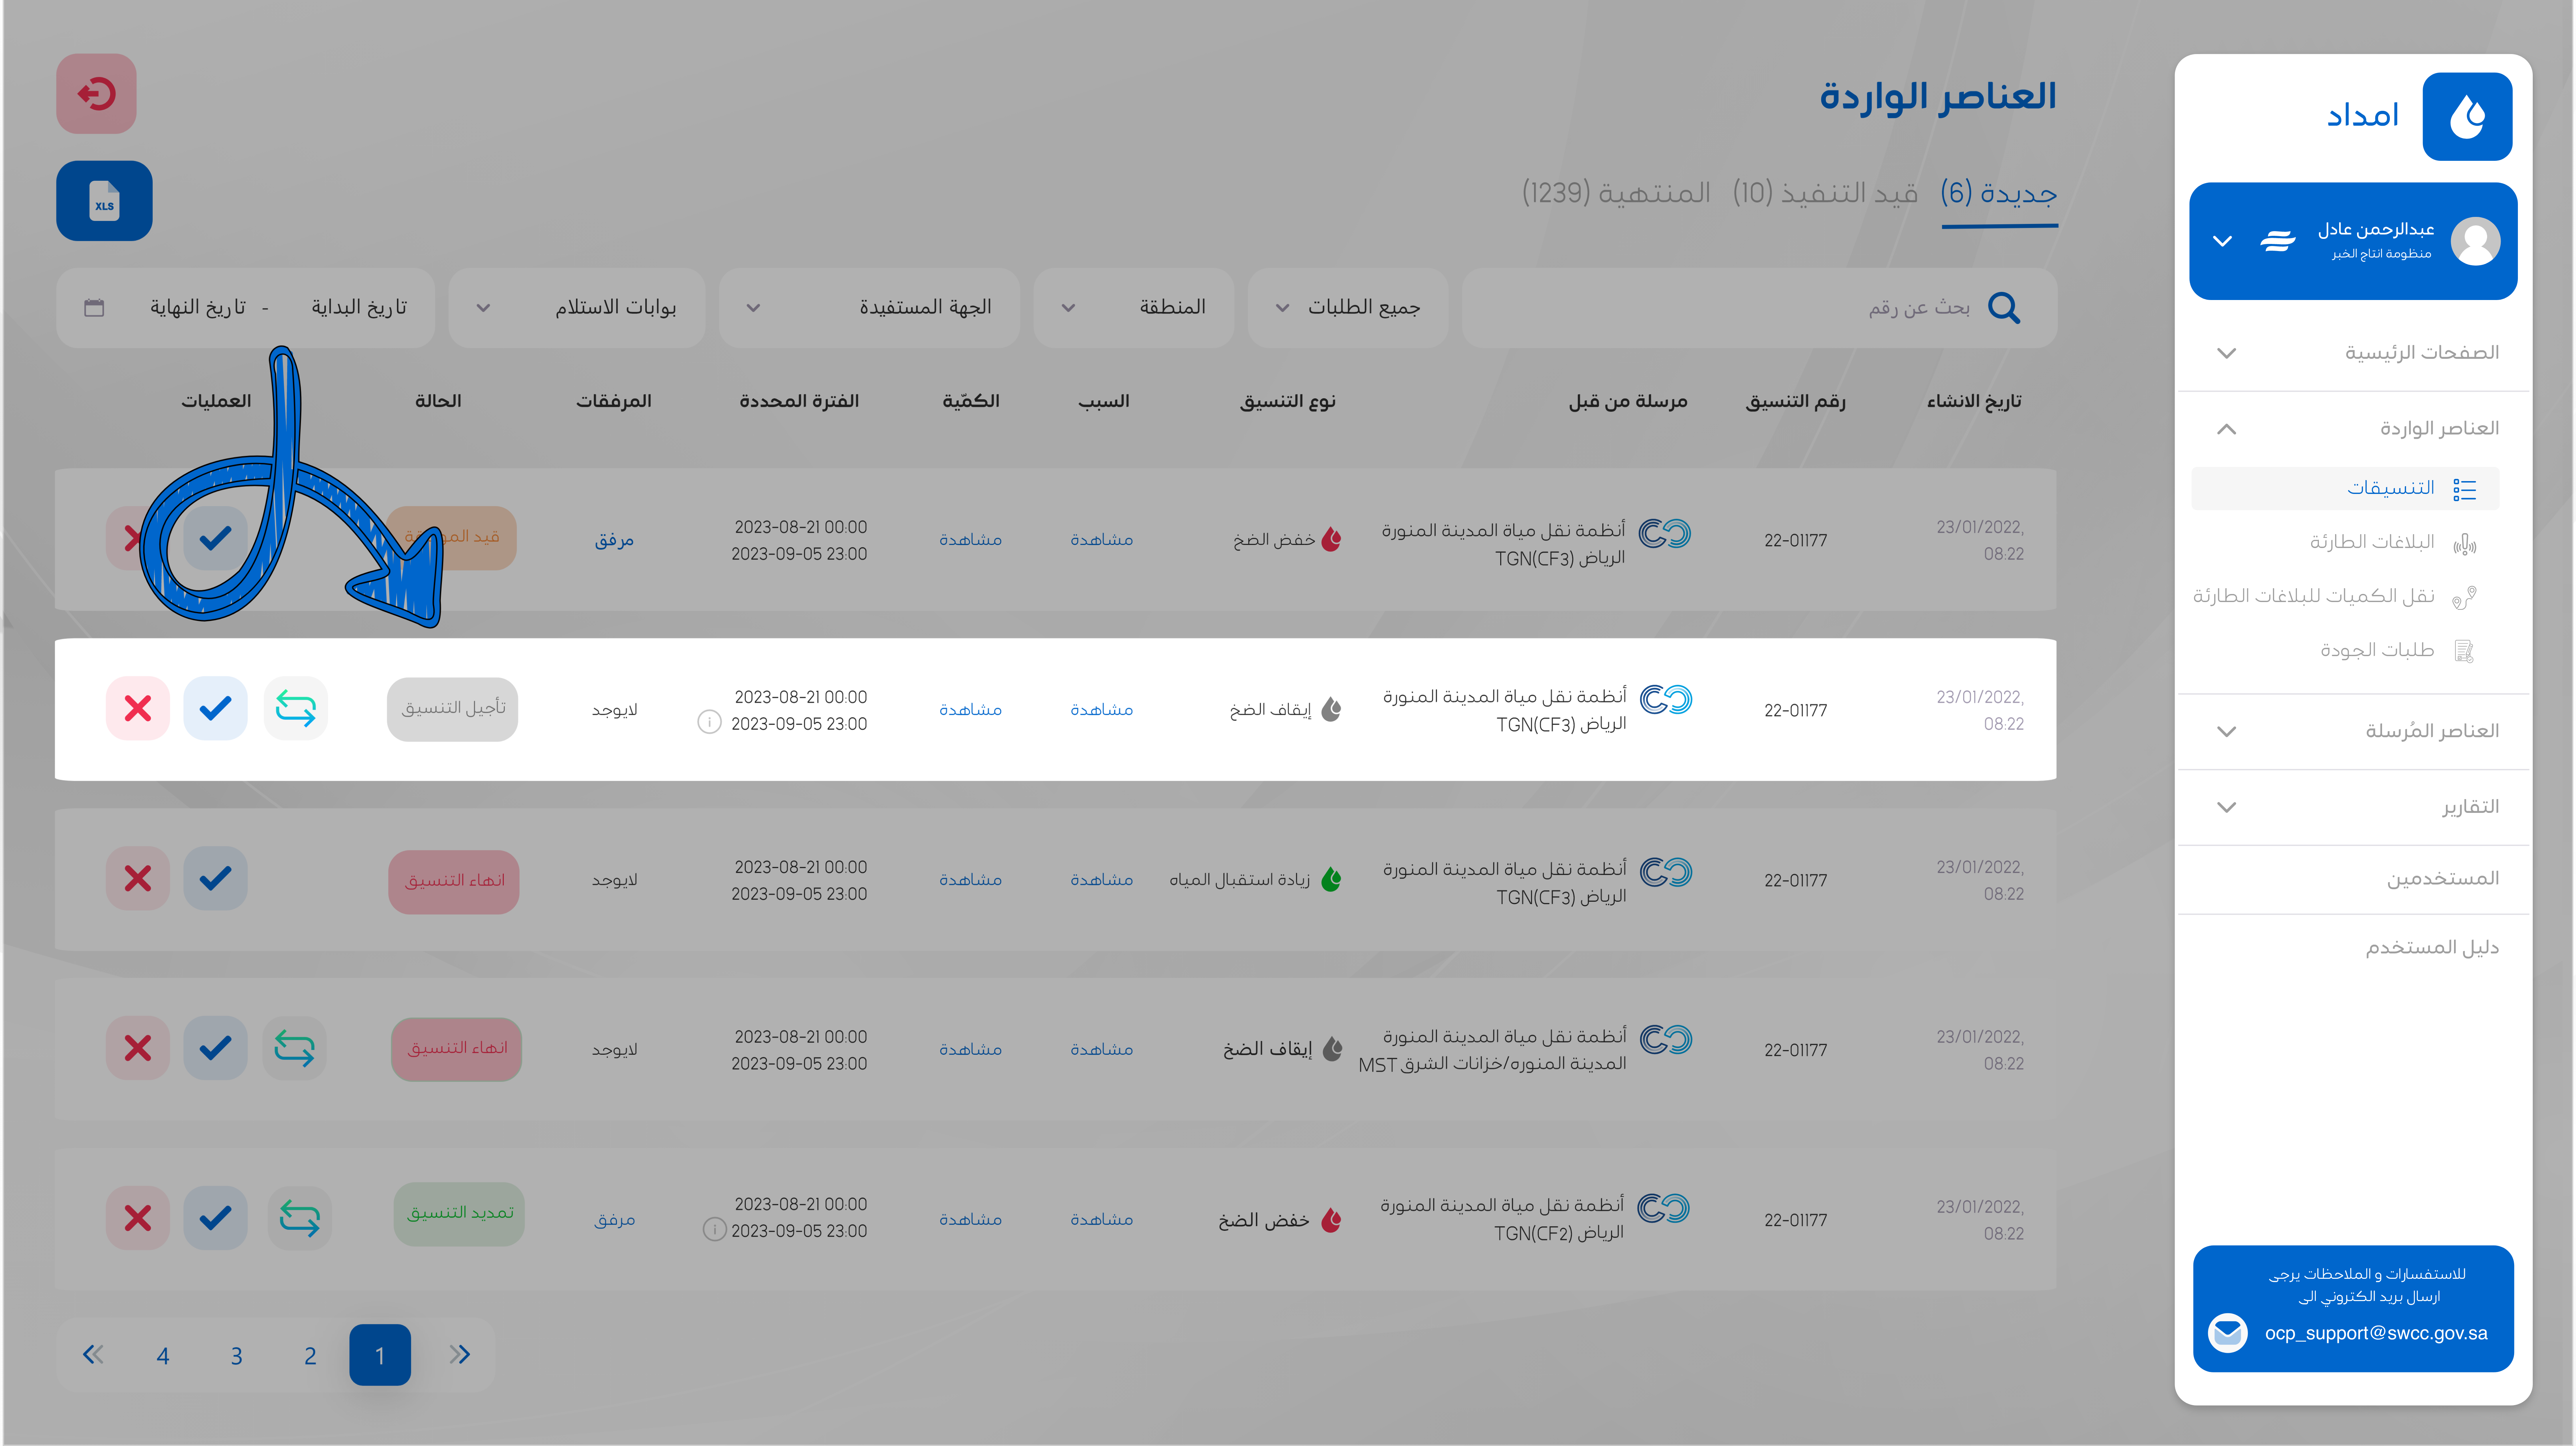 امداد
عبدالرحمن عادل
منظومة انتاج الخبر
الصفحات الرئيسية
العناصر الواردة
التنسيقات
البلاغات الطارئة
نقل الكميات للبلاغات الطارئة
طلبات الجودة
العناصر المُرسلة
التقارير
المستخدمين
دليل المستخدم
للاستفسارات و الملاحظات يرجى
ارسال بريد الكتروني الى
ocp_support@swcc.gov.sa
العناصر الواردة
جديدة (6) قيد التنفيذ (10) المنتهية (1239)
XLS
بحث عن رقم جميع الطلبات المنطقة الجهة المستفيدة بوابات الاستلام تاريخ البداية - تاريخ النهاية
تاريخ الانشاء رقم التنسيق مرسلة من قبل نوع التنسيق السبب الكمّية الفترة المحددة المرفقات الحالة العمليات
23/01/2022, أنظمة نقل مياة المدينة المنورة 2023-08-21 00:00
22-01177 خفض الضخ مشاهدة مشاهدة مرفق قيد
08:22 الرياض TGN(CF3) 2023-09-05 23:00
23/01/2022, أنظمة نقل مياة المدينة المنورة 2023-08-21 00:00
22-01177 إيقاف الضخ مشاهدة مشاهدة لايوجد تأجيل التنسيق
08:22 الرياض TGN(CF3) 2023-09-05 23:00
23/01/2022, أنظمة نقل مياة المدينة المنورة 2023-08-21 00:00
22-01177 زيادة استقبال المياه مشاهدة مشاهدة لايوجد انهاء التنسيق
08:22 الرياض TGN(CF3) 2023-09-05 23:00
23/01/2022, أنظمة نقل مياة المدينة المنورة 2023-08-21 00:00
22-01177 إيقاف الضخ مشاهدة مشاهدة لايوجد انهاء التنسيق
08:22 المدينة المنوره/خزانات الشرق MST 2023-09-05 23:00
23/01/2022, أنظمة نقل مياة المدينة المنورة 2023-08-21 00:00
22-01177 خفض الضخ مشاهدة مشاهدة مرفق تمديد التنسيق
08:22 الرياض TGN(CF2) 2023-09-05 23:00
1 2 3 4